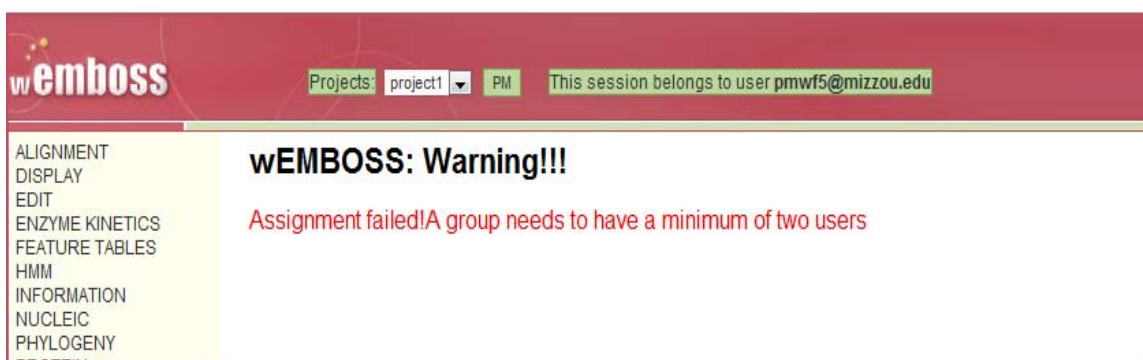 wemboss
Projects: project1 PM This session belongs to user pmwf5@mizzou.edu
ALIGNMENT
DISPLAY
EDIT
ENZYME KINETICS
FEATURE TABLES
HMM
INFORMATION
NUCLEIC
PHYLOGENY
wEMBOSS: Warning!!!
Assignment failed!A group needs to have a minimum of two users